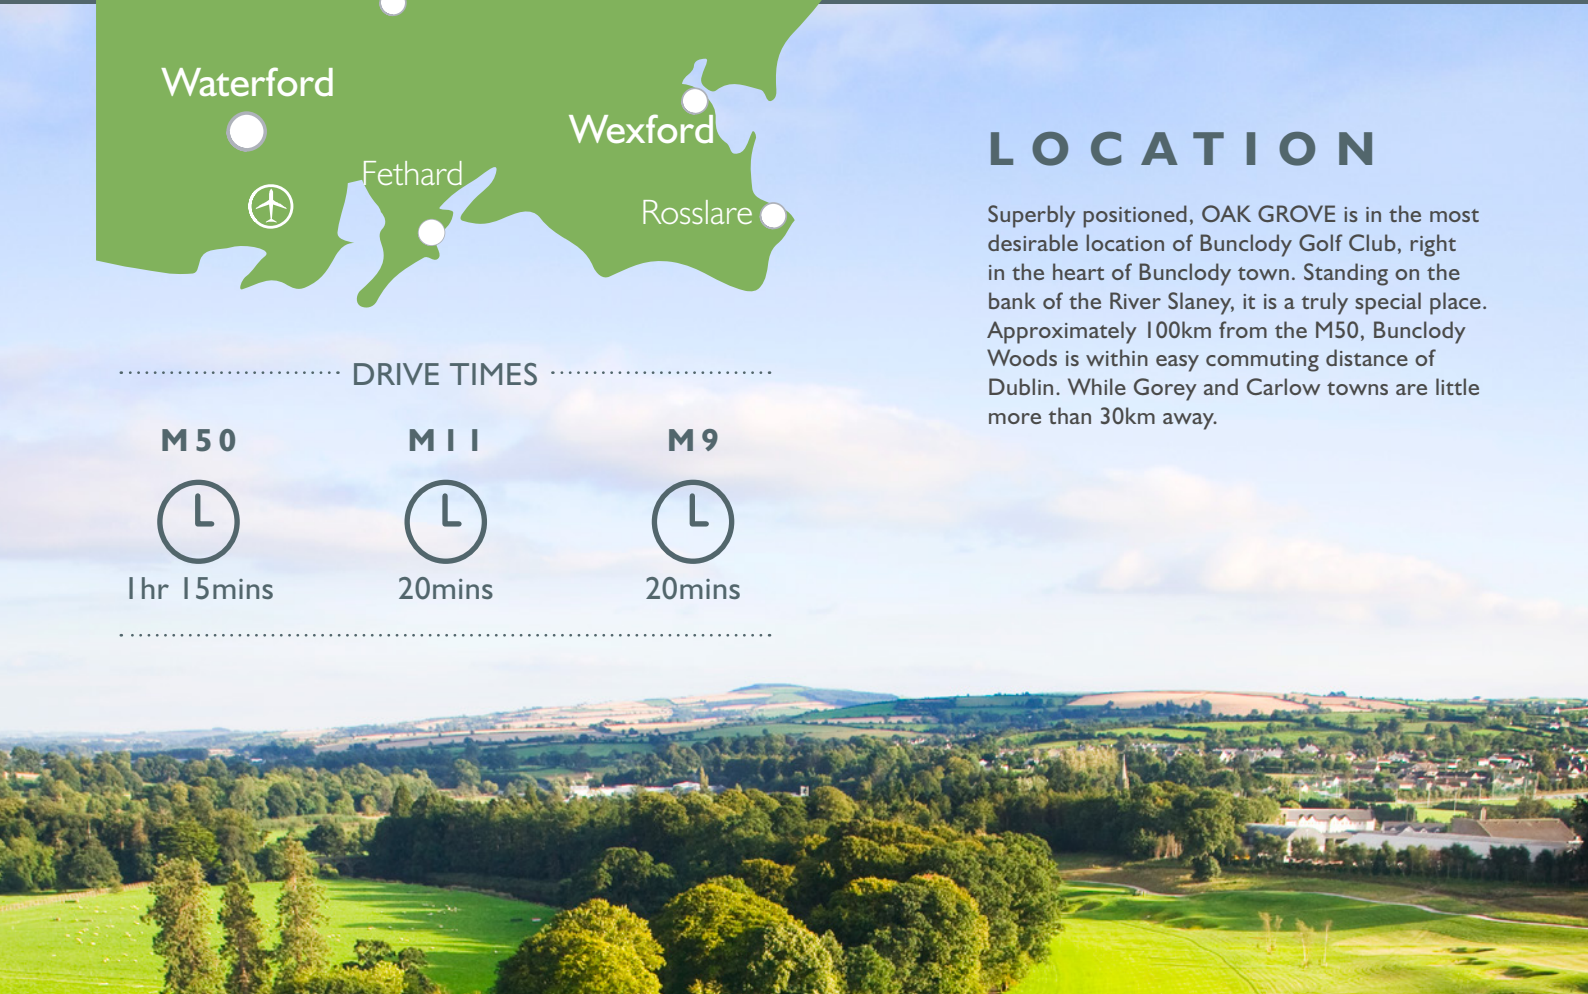 Waterford
Wexford
Fethard
Rosslare
LOCATION
Superbly positioned, OAK GROVE is in the most
desirable location of Bunclody Golf Club, right
in the heart of Bunclody town. Standing on the
bank of the River Slaney, it is a truly special place.
Approximately 100km from the M50, Bunclody
Woods is within easy commuting distance of
Dublin. While Gorey and Carlow towns are little
more than 30km away.
DRIVE TIMES
M50
M11
M9
1hr 15mins
20mins
20mins